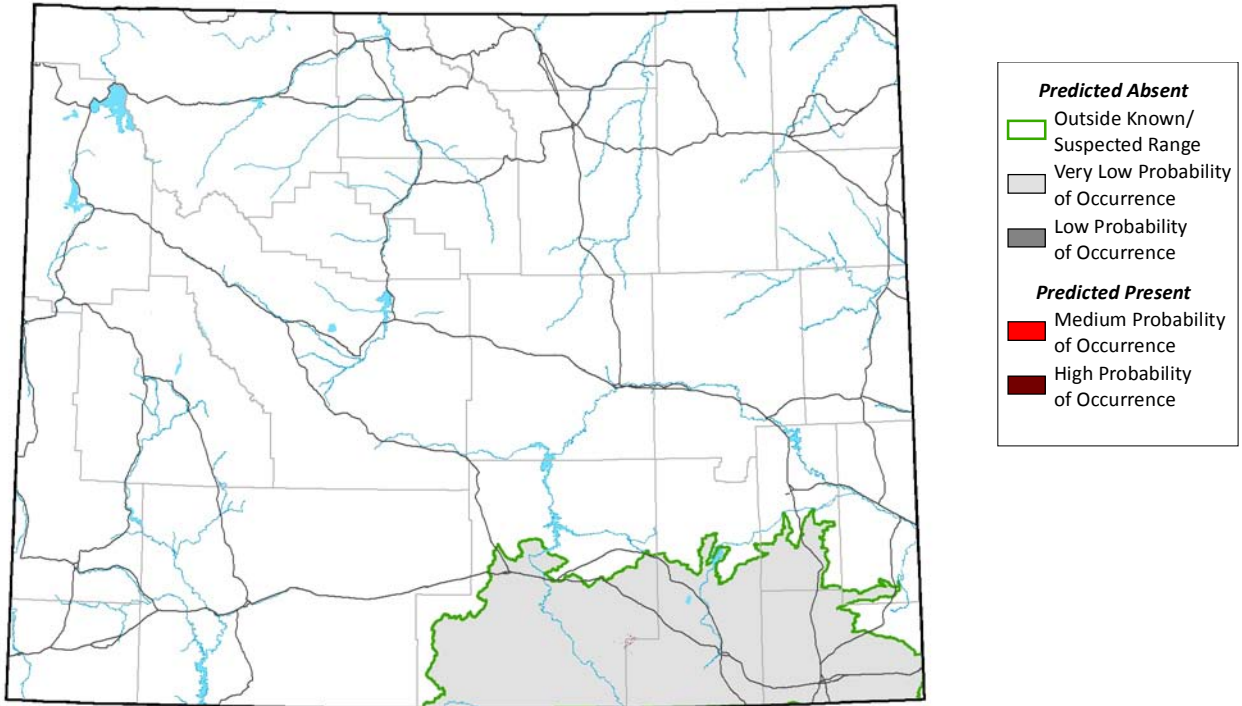 Predicted Absent
Outside Known/
Suspected Range
Very Low Probability
of Occurrence
Low Probability
of Occurrence
Predicted Present
Medium Probability
of Occurrence
High Probability
of Occurrence